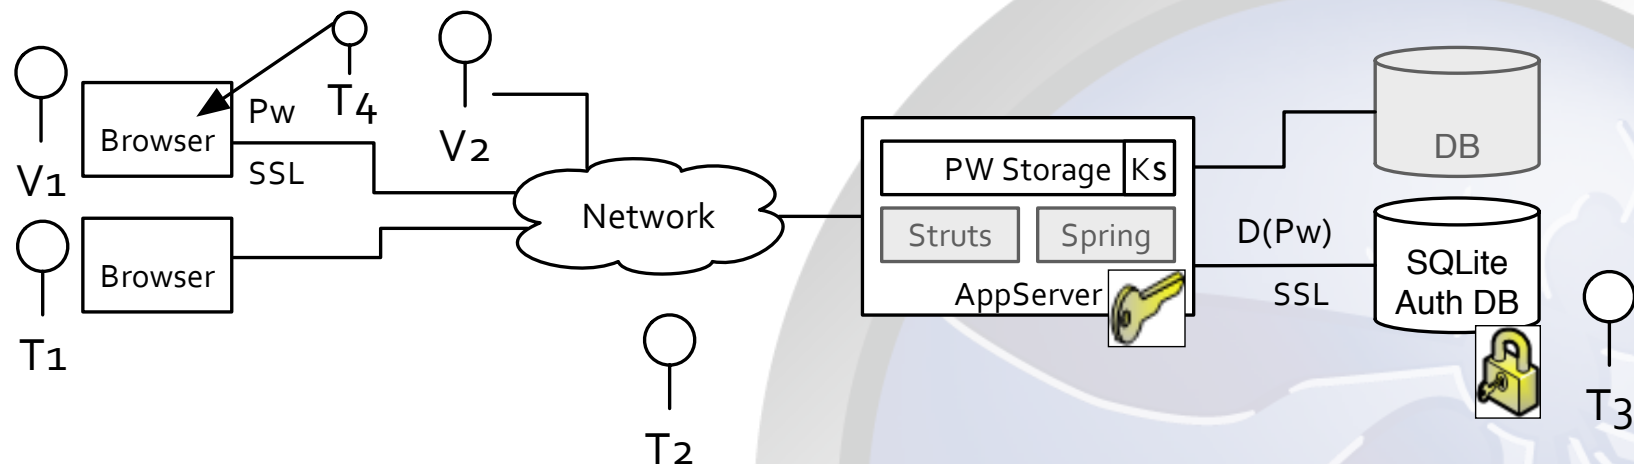 V1
Browser
Pw
SSL
T4
V2
Browser
T1
Network
T2
PW Storage
Ks
Struts
Spring
AppServer
D(Pw)
SSL
DB
SQLite
Auth DB
T3